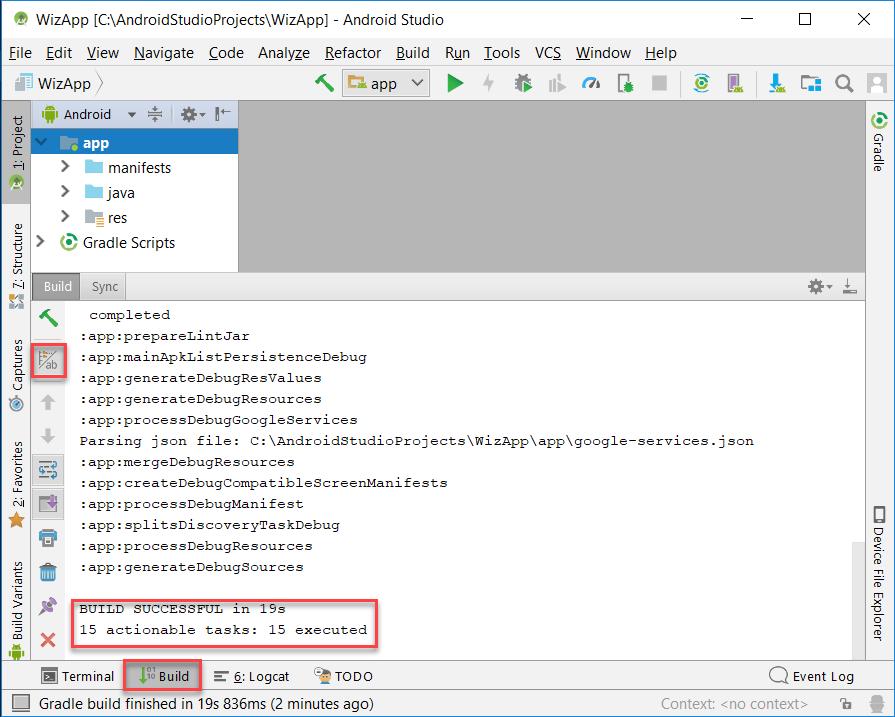 WizApp [C:\AndroidStudioProjects\WizApp] - Android Studio
File Edit View Navigate Code Analyze Refactor Build Run Tools VCS Window Help
WizApp
app
Android
1: Project
7: Structure
Captures
2: Favorites
Build Variants
app
manifests
java
res
Gradle Scripts
Gradle
Device File Explorer
Build Sync
ab
completed
:app:prepareLintJar
:app:mainApkListPersistenceDebug
:app:generateDebugResValues
:app:generateDebugResources
:app:processDebugGoogleServices
Parsing json file: C:\AndroidStudioProjects\WizApp\app\google-services.json
:app:mergeDebugResources
:app:createDebugCompatibleScreenManifests
:app:processDebugManifest
:app:splitsDiscoveryTaskDebug
:app:processDebugResources
:app:generateDebugSources
BUILD SUCCESSFUL in 19s
15 actionable tasks: 15 executed
Terminal Build 6: Logcat TODO Event Log
Gradle build finished in 19s 836ms (2 minutes ago) Context: <no context>